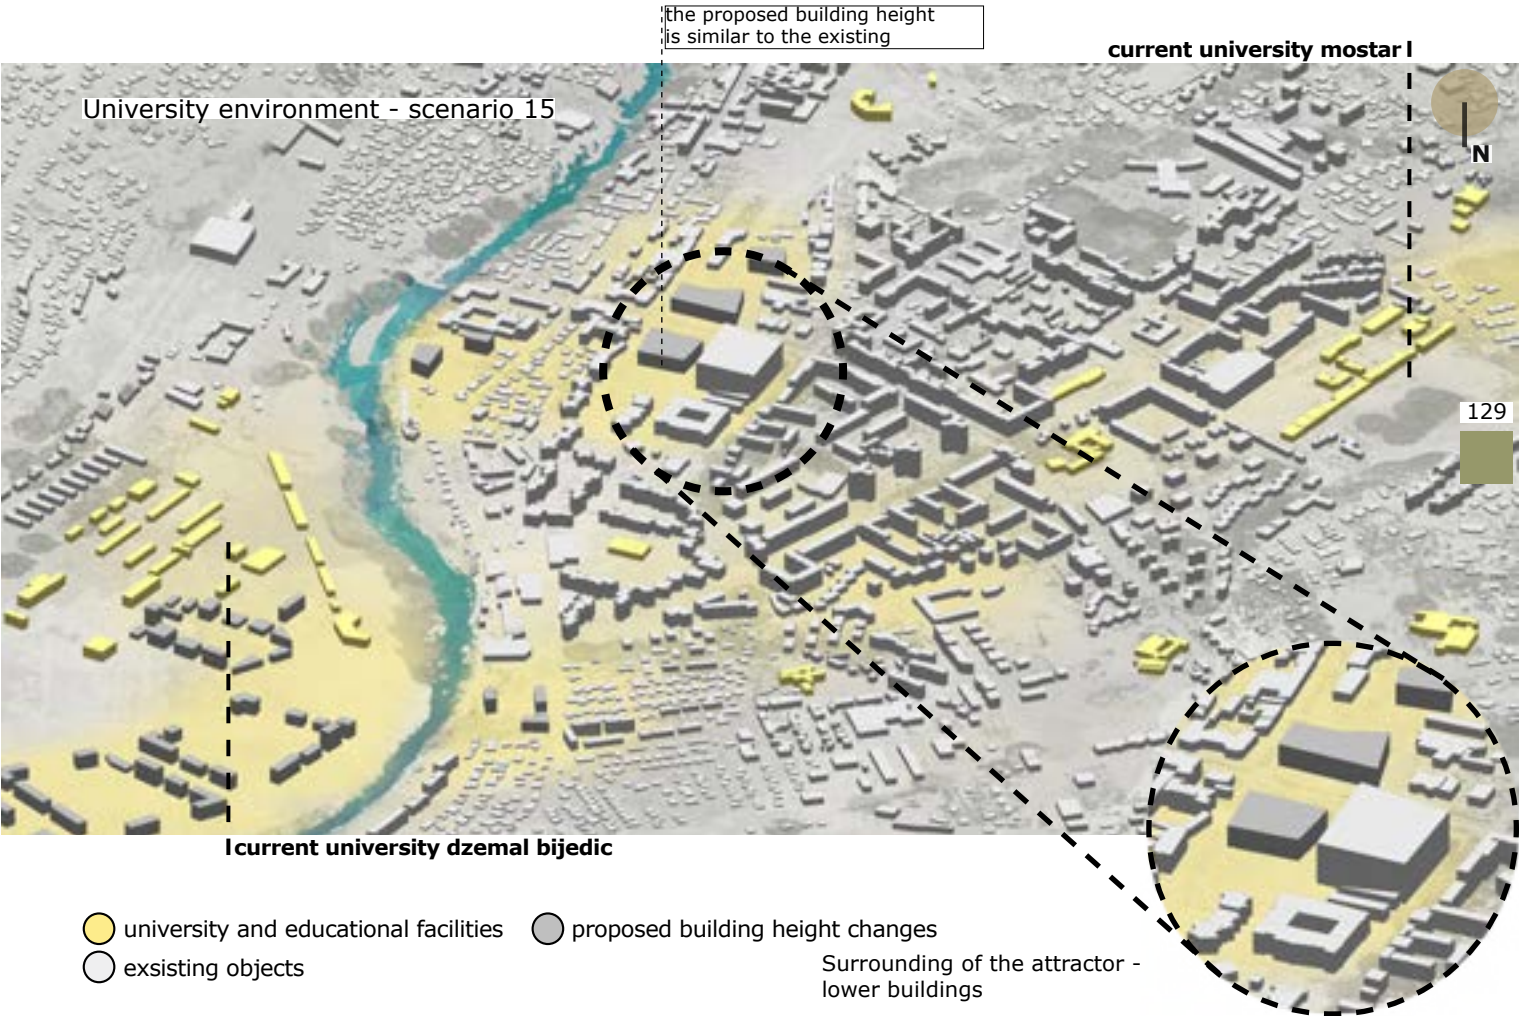 the proposed building height
is similar to the existing
current university mostar
University environment - scenario 15
N
129
current university dzemal bijedic
university and educational facilities
proposed building height changes
exsisting objects
Surrounding of the attractor -
lower buildings